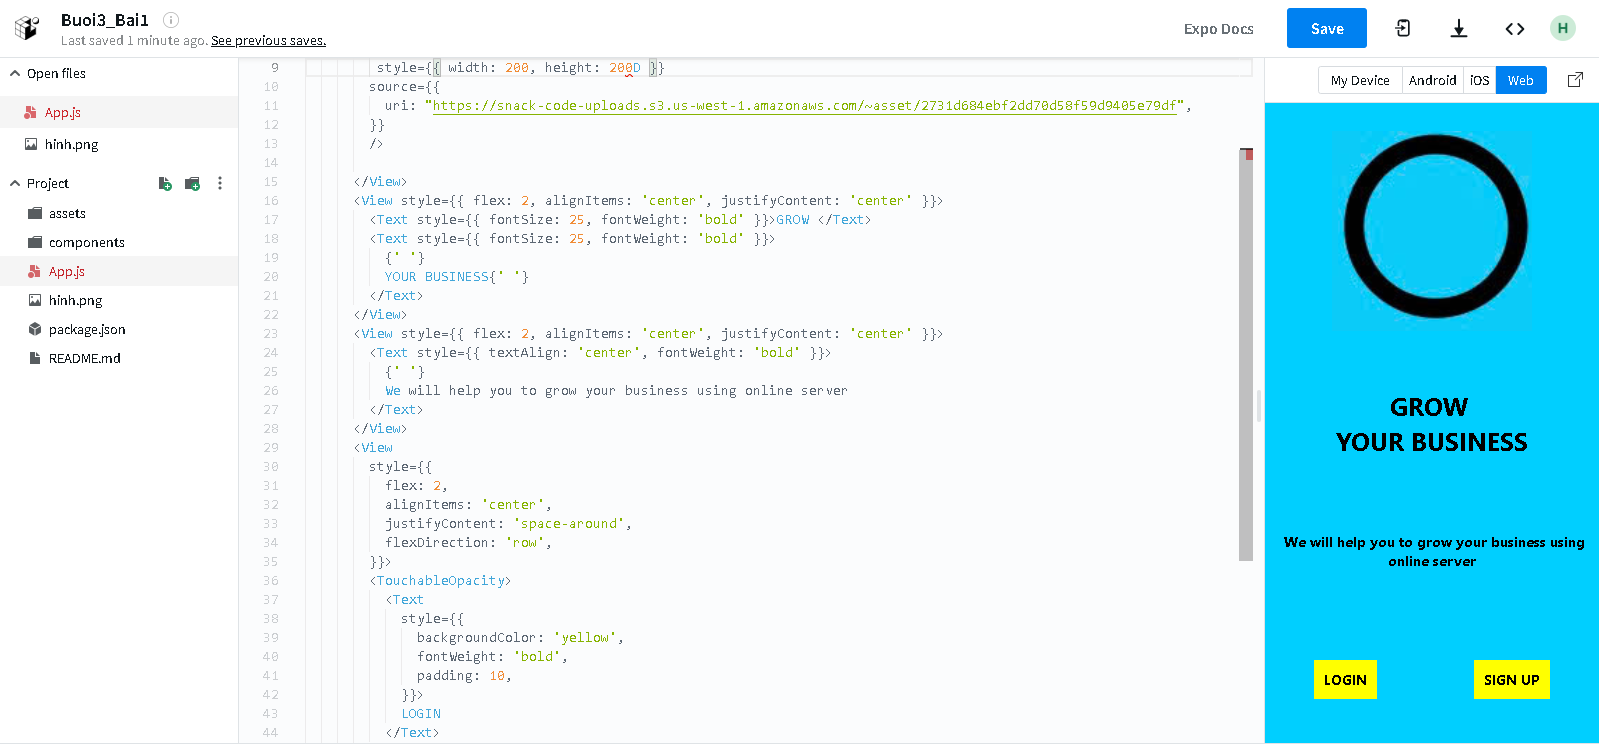 Buoi3_Bai1
Last saved 1 minute ago. See previous saves.
Expo Docs
Save
H
Open files
App.js
hinh.png
Project
assets
components
App.js
hinh.png
package.json
README.md
9 style={{ width: 200, height: 200D }}
10 source={{
11 uri: "https://snack-code-uploads.s3.us-west-1.amazonaws.com/~asset/2731d684ebf2dd70d58f59d9405e79df",
12 }}
13 />
14
15 </View>
16 <View style={{ flex: 2, alignItems: 'center', justifyContent: 'center' }}>
17 <Text style={{ fontSize: 25, fontWeight: 'bold' }}>GROW </Text>
18 <Text style={{ fontSize: 25, fontWeight: 'bold' }}>
19 {' '}
20 YOUR BUSINESS{' '}
21 </Text>
22 </View>
23 <View style={{ flex: 2, alignItems: 'center', justifyContent: 'center' }}>
24 <Text style={{ textAlign: 'center', fontWeight: 'bold' }}>
25 {' '}
26 We will help you to grow your business using online server
27 </Text>
28 </View>
29 <View
30 style={{
31 flex: 2,
32 alignItems: 'center',
33 justifyContent: 'space-around',
34 flexDirection: 'row',
35 }}>
36 <TouchableOpacity>
37 <Text
38 style={{
39 backgroundColor: 'yellow',
40 fontWeight: 'bold',
41 padding: 10,
42 }}>
43 LOGIN
44 </Text>
My Device Android iOS Web
GROW
YOUR BUSINESS
We will help you to grow your business using
online server
LOGIN
SIGN UP